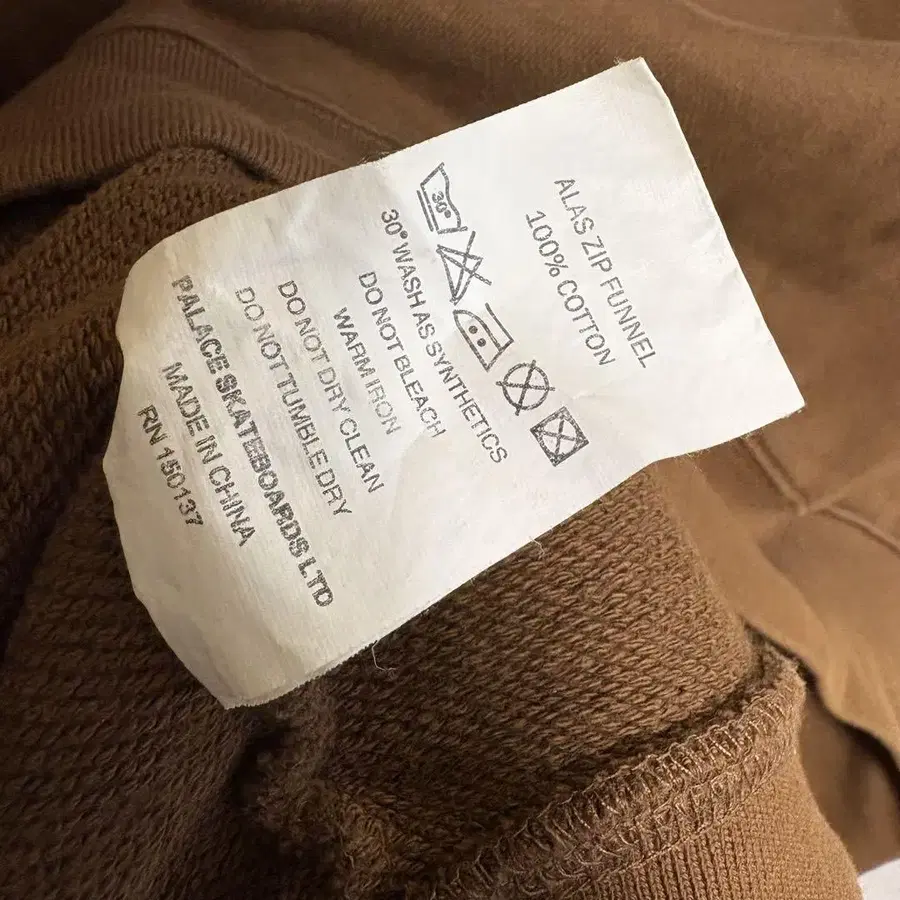 ALAS ZIP FUNNEL
100% COTTON
30°
30° WASH AS SYNTHETICS
DO NOT BLEACH
WARM IRON
DO NOT DRY CLEAN
DO NOT TUMBLE DRY
PALACE SKATEBOARDS LTD
MADE IN CHINA
RN 150137